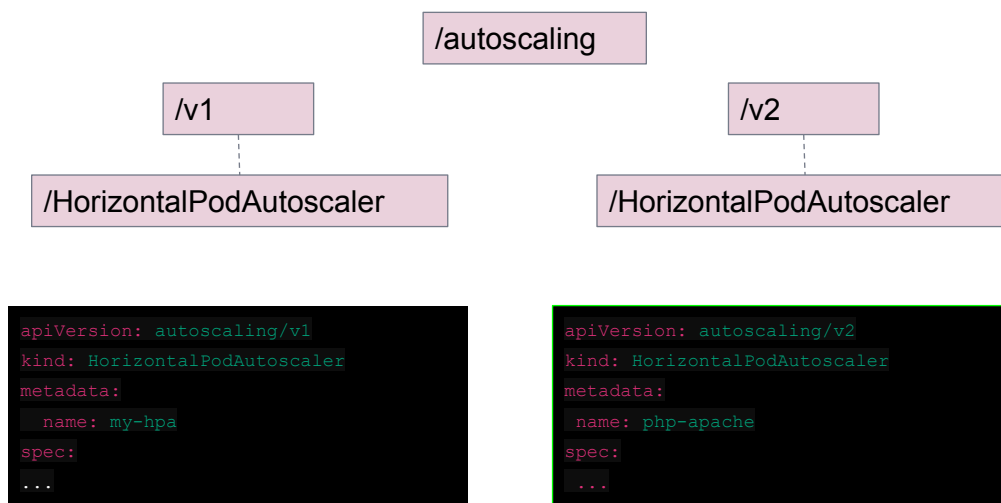 /autoscaling
/v1
/v2
/HorizontalPodAutoscaler
/HorizontalPodAutoscaler
apiVersion: autoscaling/v1
kind: HorizontalPodAutoscaler
metadata:
  name: my-hpa
spec:
...
apiVersion: autoscaling/v2
kind: HorizontalPodAutoscaler
metadata:
 name: php-apache
spec:
 ...